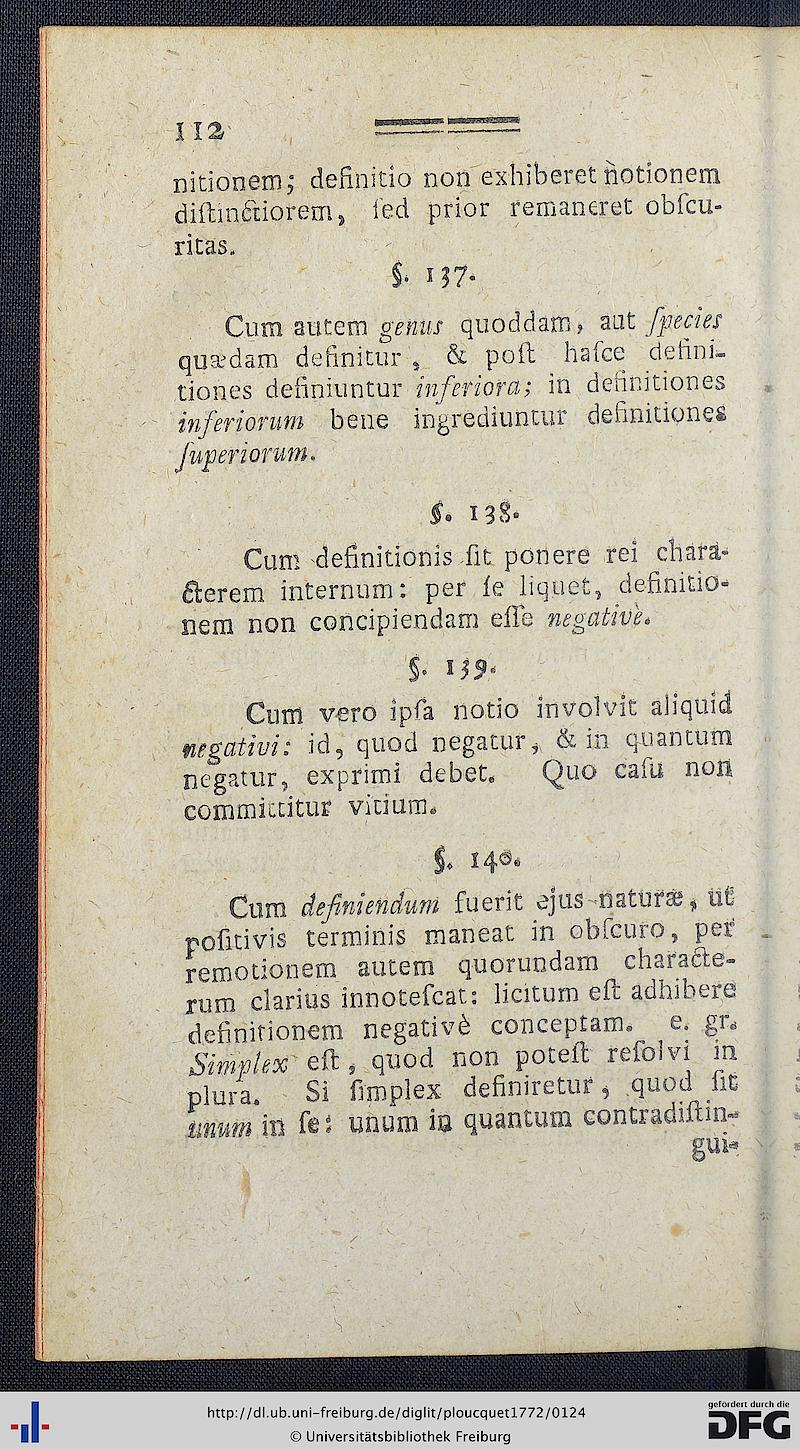 112
nitionem; definitio non exhiberet notionem
diſtinctiorem, ſed prior remaneret obſcu-
ritas.
§. 137.
Cum autem genus quoddam, aut ſpecies
quædam definitur, & poſt haſce defini-
tiones definiuntur inferiora; in definitiones
inferiorum bene ingrediuntur definitiones
ſuperiorum.
§. 138.
Cum definitionis ſit ponere rei chara-
cterem internum: per ſe liquet, definitio-
nem non concipiendam eſſe negativè.
§. 139.
Cum vero ipſa notio involvit aliquid
negativi: id, quod negatur, & in quantum
negatur, exprimi debet. Quo caſu non
committitur vitium.
§. 140.
Cum definiendum fuerit ejus naturæ, ut
poſitivis terminis maneat in obſcuro, per
remotionem autem quorundam characte-
rum clarius innoteſcat: licitum eſt adhibere
definitionem negativè conceptam. e. gr.
Simplex eſt, quod non poteſt reſolvi in
plura. Si ſimplex definiretur, quod ſit
unum in ſe: unum in quantum contradiſtin-
gui-
http://dl.ub.uni-freiburg.de/diglit/ploucquet1772/0124
© Universitätsbibliothek Freiburg
gefördert durch die
DFG